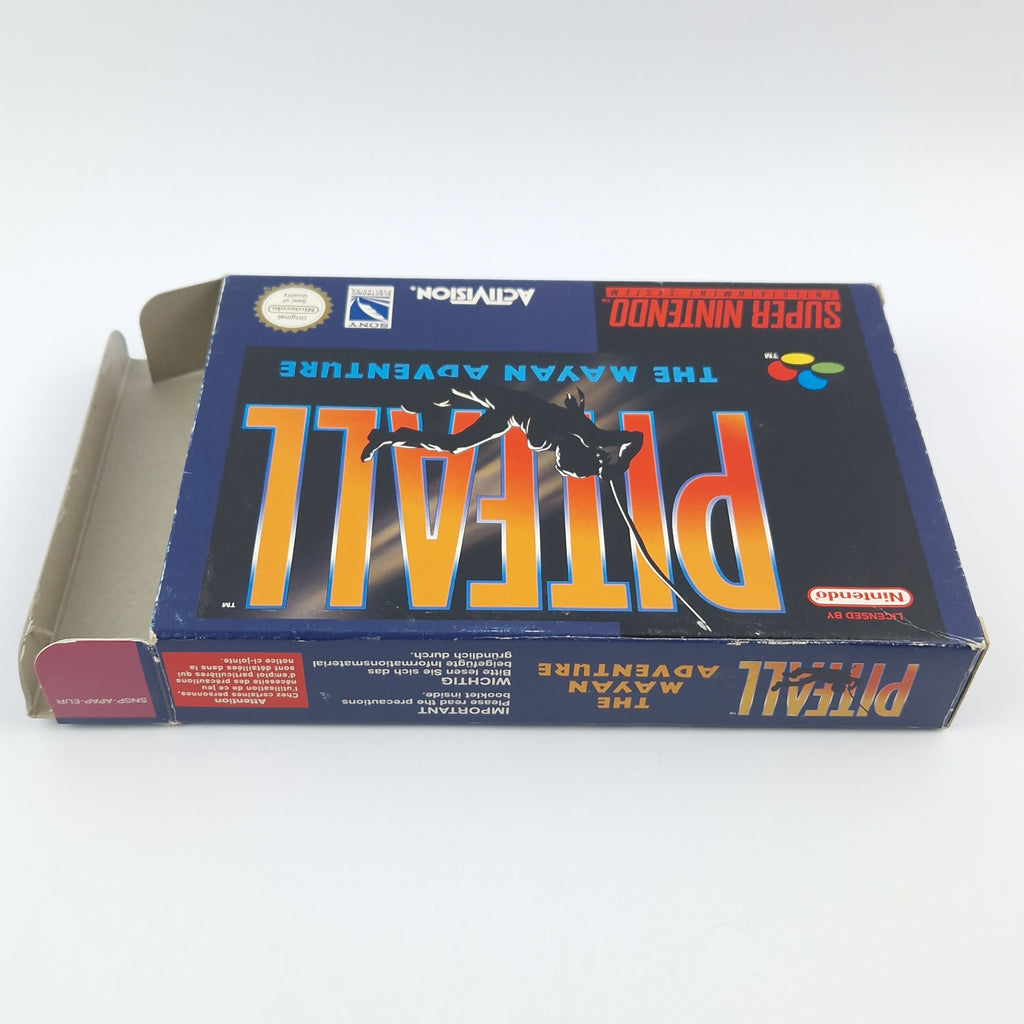 SUPER NINTENDO
ENTERTAINMENT SYSTEM
TM
ACTIVISION.
SONY
ELECTRONIC
PUBLISHING
Original
Nintendo
Seal of
Quality
THE MAYAN ADVENTURE
PITFALL
TM
LICENSED BY
Nintendo
PITFALL
TM
THE
MAYAN
ADVENTURE
IMPORTANT
Please read the precautions
booklet inside.
WICHTIG
Bitte lesen Sie sich das
beigefügte Informationsmaterial
gründlich durch.
Attention
Chez certaines personnes,
l'utilisation de ce jeu
nécessite des précautions
d'emploi particulières qui
sont détaillées dans la
notice ci-jointe.
SNSP-APAP-EUR